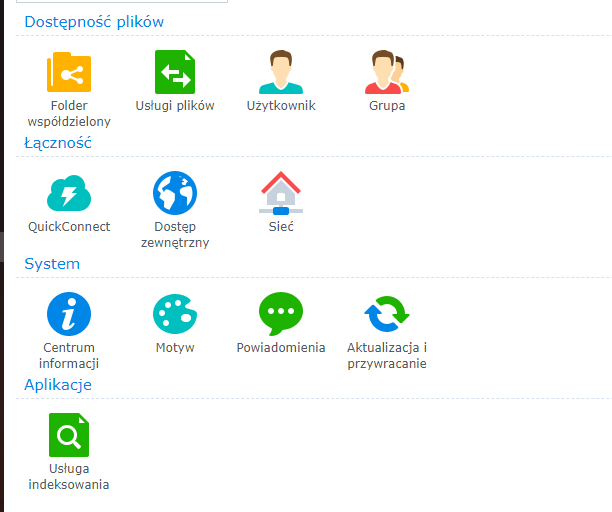 Dostępność plików
Folder
współdzielony
Usługi plików
Użytkownik
Grupa
Łączność
QuickConnect
Dostęp
zewnętrzny
Sieć
System
Centrum
informacji
Motyw
Powiadomienia
Aktualizacja i
przywracanie
Aplikacje
Usługa
indeksowania